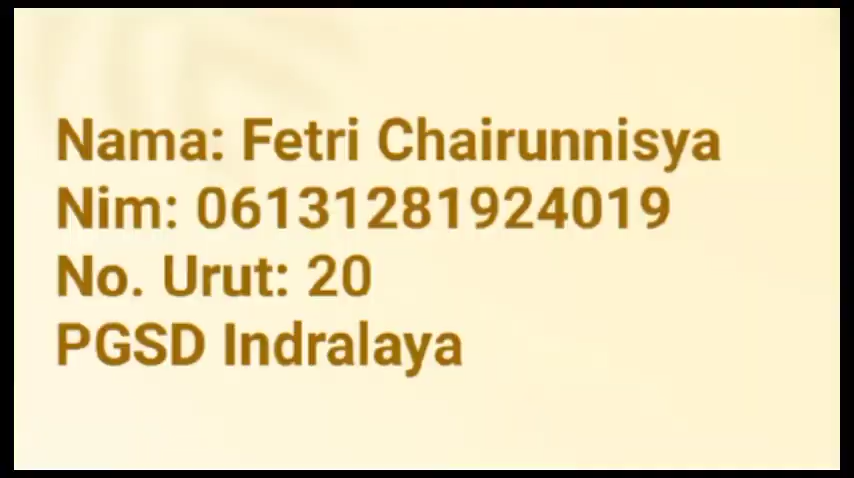 Nama: Fetri Chairunnisya
Nim: 06131281924019
No. Urut: 20
PGSD Indralaya